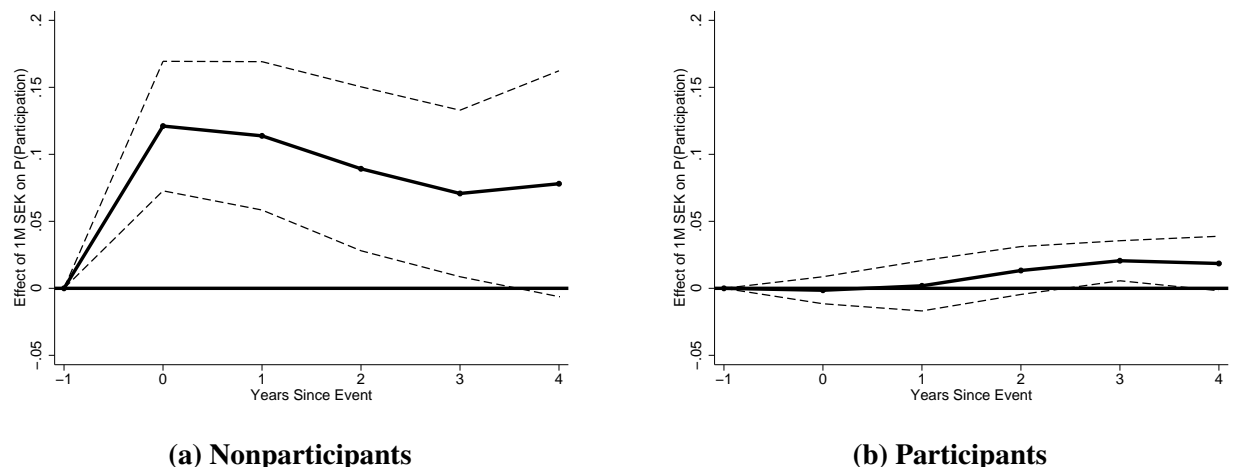 Effect of 1M SEK on P(Participation)
.2
.15
.1
.05
0
−.05
−1 0 1 2 3 4
Years Since Event
(a) Nonparticipants
Effect of 1M SEK on P(Participation)
.2
.15
.1
.05
0
−.05
−1 0 1 2 3 4
Years Since Event
(b) Participants